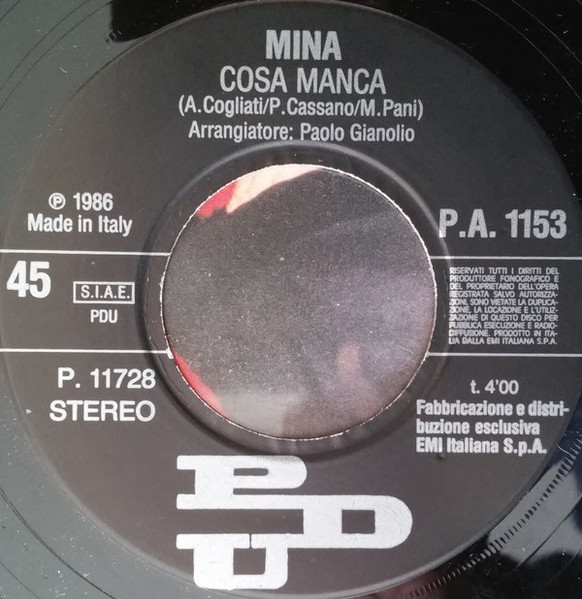 MINA
COSA MANCA
(A.Cogliati/P.Cassano/M.Pani)
Arrangiatore: Paolo Gianolio
℗ 1986
Made in Italy
P.A. 1153
45
S.I.A.E.
PDU
RISERVATI TUTTI I DIRITTI DEL
PRODUTTORE FONOGRAFICO E
DEL PROPRIETARIO DELL'OPERA
REGISTRATA SALVO AUTORIZZA-
ZIONI, SONO VIETATE LA DUPLICA-
ZIONE, LA LOCAZIONE E L'UTILIZ-
ZAZIONE DI QUESTO DISCO PER
PUBBLICA ESECUZIONE E RADIO-
DIFFUSIONE. PRODOTTO IN ITA-
LIA DALLA EMI ITALIANA S.P.A.
P. 11728
STEREO
t. 4'00
Fabbricazione e distri-
buzione esclusiva
EMI Italiana S.p.A.
PDU